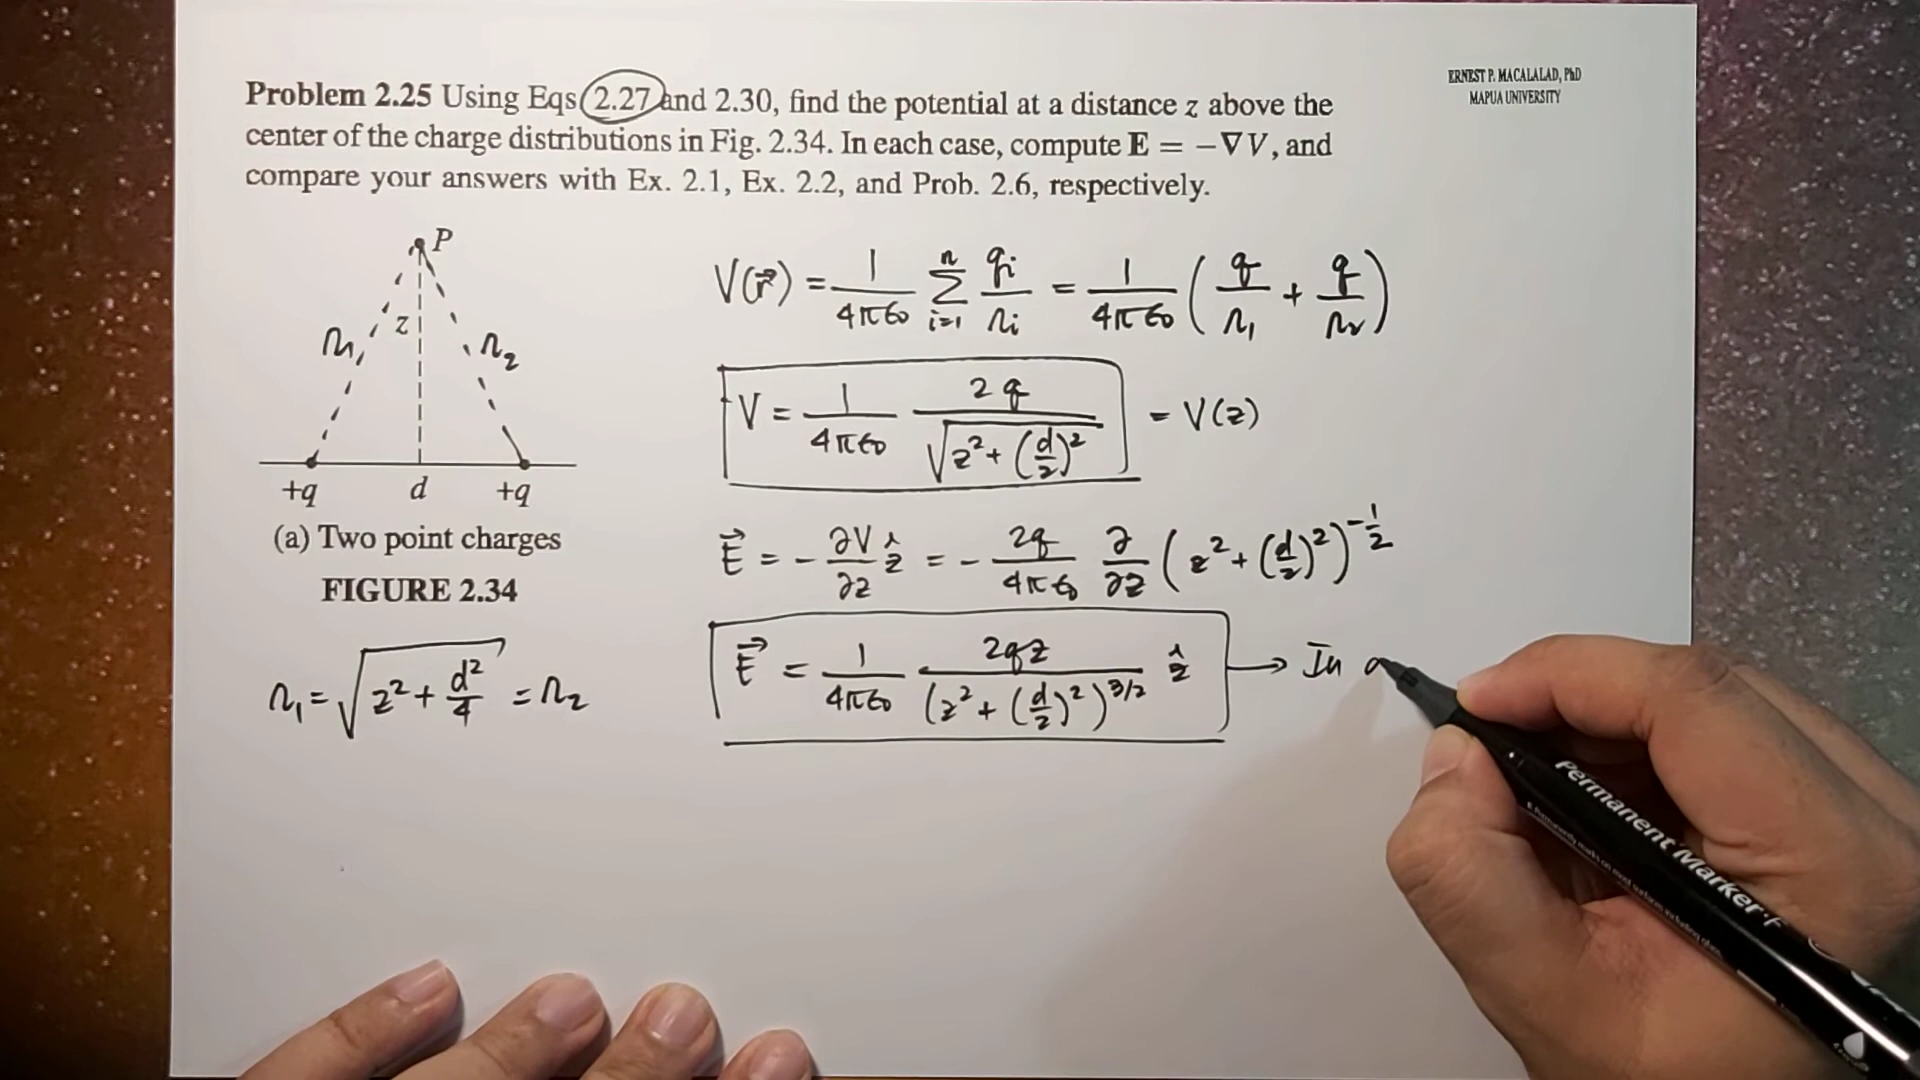 ERNEST P. MACALALAD, PhD
MAPUA UNIVERSITY
Problem 2.25 Using Eqs 2.27 and 2.30, find the potential at a distance z above the
center of the charge distributions in Fig. 2.34. In each case, compute E = −∇V, and
compare your answers with Ex. 2.1, Ex. 2.2, and Prob. 2.6, respectively.
P
z
r₁
r₂
+q d +q
(a) Two point charges
FIGURE 2.34
r₁ = √(z² + d²/4) = r₂
V(r⃗) = 1/4πε₀ Σ_{i=1}^{n} qᵢ/rᵢ = 1/4πε₀ (q/r₁ + q/r₂)
V = 1/4πε₀ 2q/√(z² + (d/2)²) = V(z)
E⃗ = −∂V/∂z ẑ = −2q/4πε₀ ∂/∂z (z² + (d/2)²)^{-1/2}
E⃗ = 1/4πε₀ 2qz/(z² + (d/2)²)^{3/2} ẑ → In
Permanent Marker